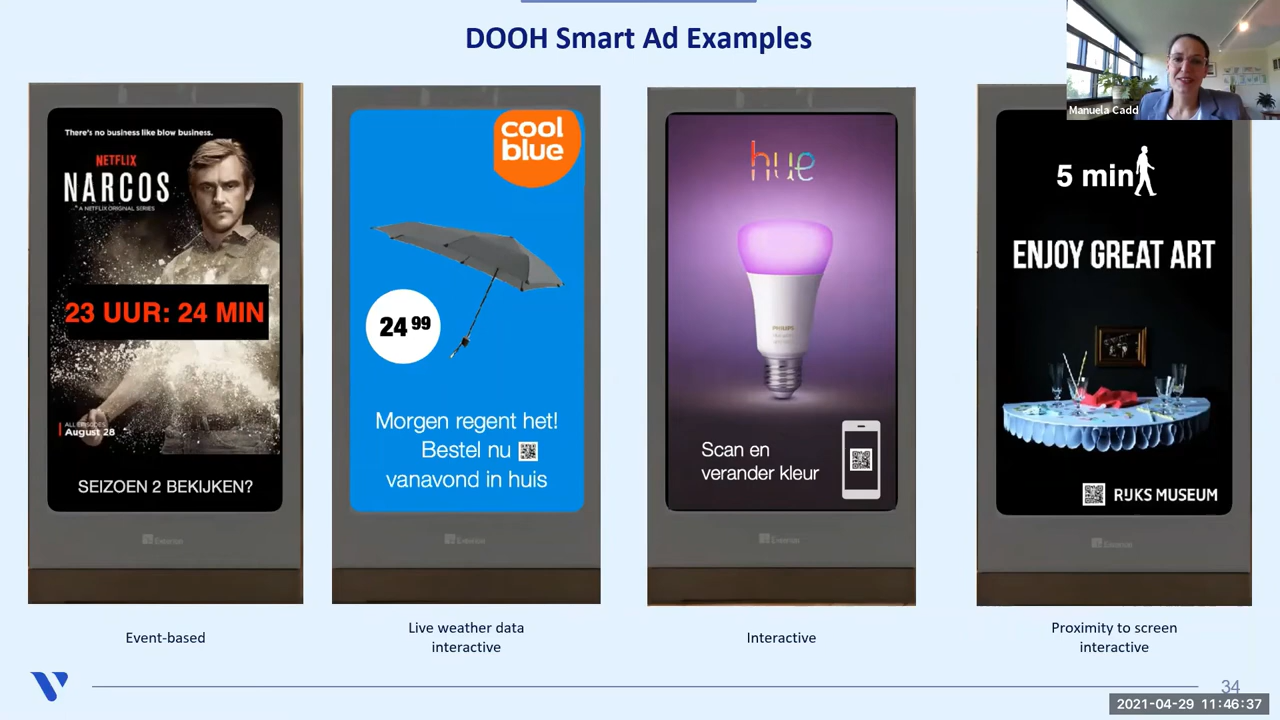 DOOH Smart Ad Examples
Manuela Cadd
There's no business like blow business.
NETFLIX
NARCOS
A NETFLIX ORIGINAL SERIES
23 UUR: 24 MIN
ALL EPISODES
August 28
SEIZOEN 2 BEKIJKEN?
cool
blue
24 99
Morgen regent het!
Bestel nu
vanavond in huis
hue
PHILIPS
Scan en
verander kleur
5 min
ENJOY GREAT ART
RIJKS MUSEUM
Event-based
Live weather data
interactive
Interactive
Proximity to screen
interactive
34
2021-04-29 11:46:37